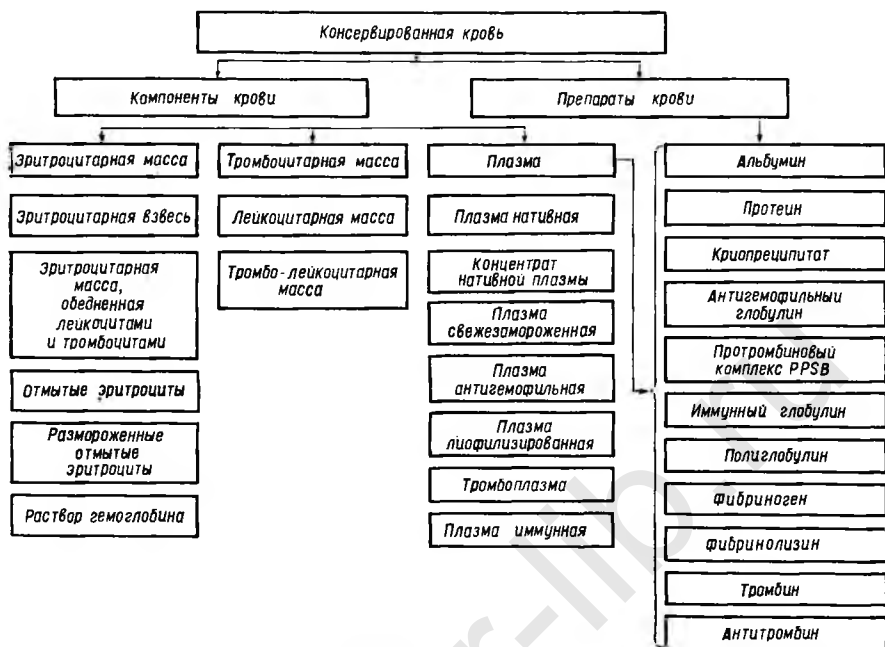 Консервированная кровь
Компоненты крови
Препараты крови
Эритроцитарная масса
Эритроцитарная взвесь
Эритроцитарная
масса,
обедненная
лейкоцитами
и тромбоцитами
Отмытые эритроциты
Размороженные
отмытые
эритроциты
Раствор гемоглобина
Тромбоцитарная масса
Лейкоцитарная масса
Тромбо-лейкоцитарная
масса
Плазма
Плазма нативная
Концентрат
нативной плазмы
Плазма
свежезамороженная
Плазма
антигемофильная
Плазма
лиофилизированная
Тромбоплазма
Плазма иммунная
Альбумин
Протеин
Криопреципитат
Антигемофильный
глобулин
Протромбиновый
комплекс PPSB
Иммунный глобулин
Полиглобулин
Фибриноген
Фибринолизин
Тромбин
Антитромбин
r-lib.ru